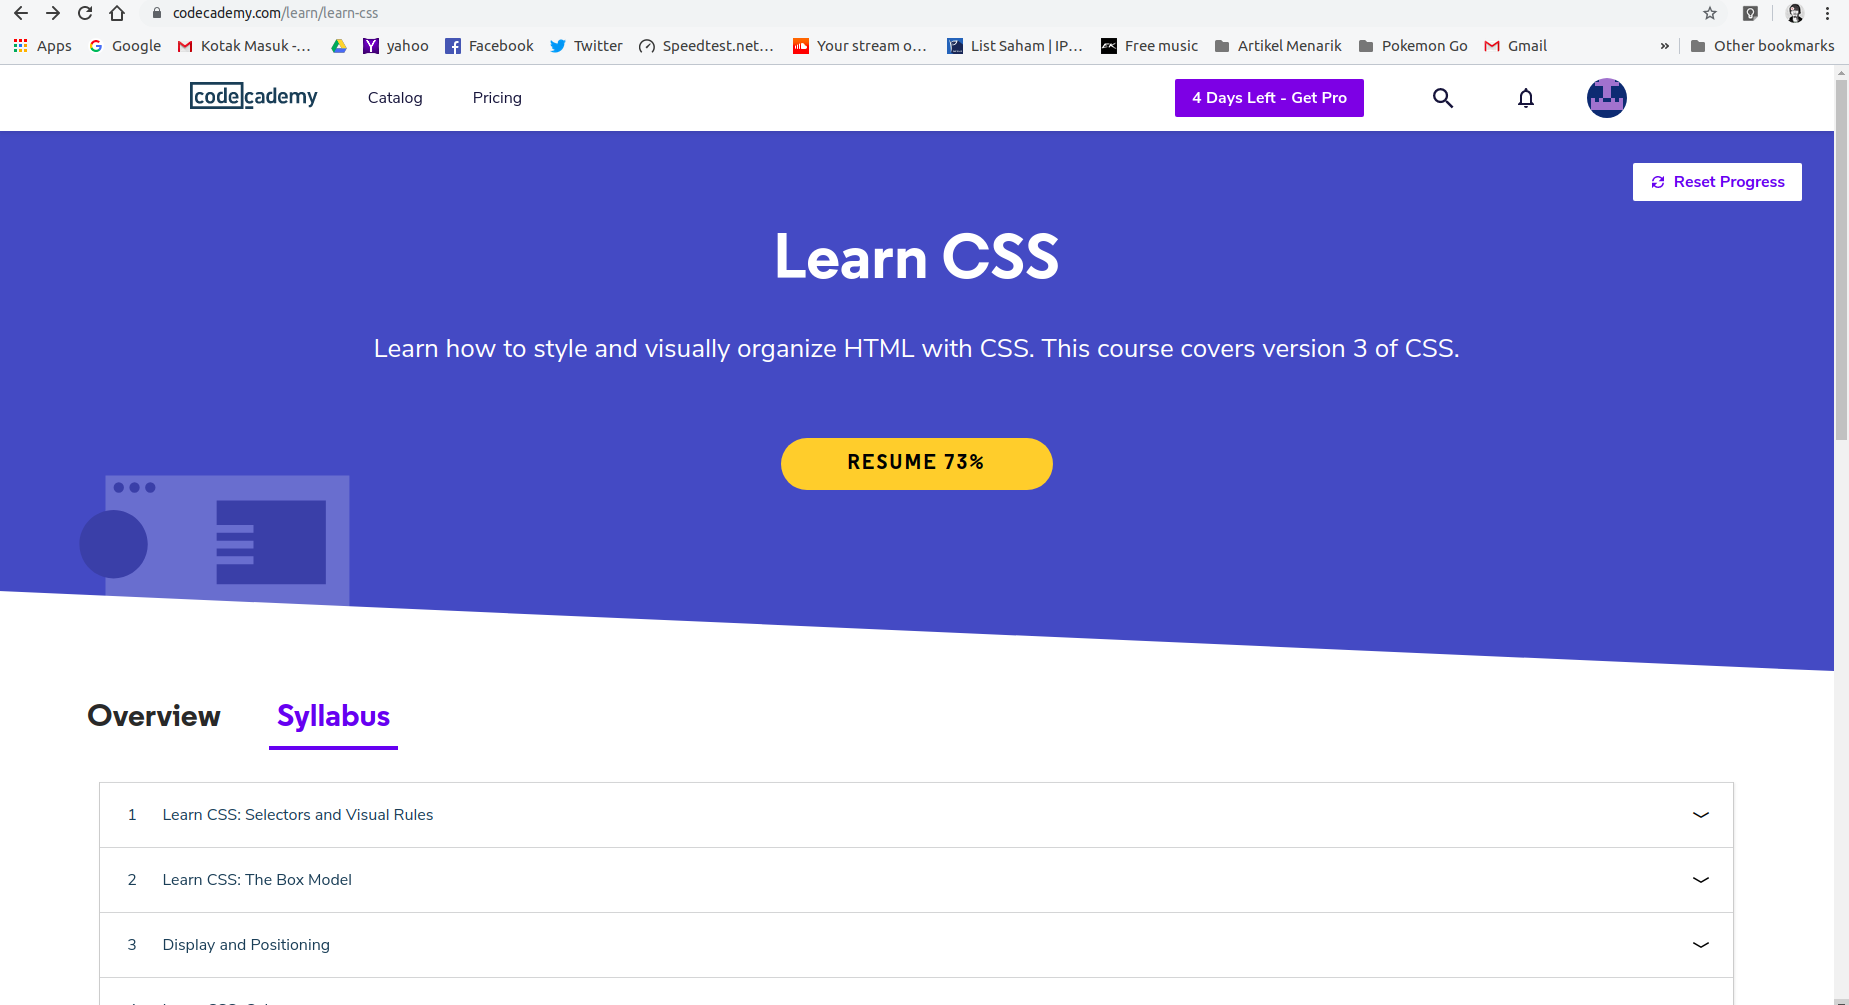 codecademy.com/learn/learn-css
Apps Google Kotak Masuk -... yahoo Facebook Twitter Speedtest.net... Your stream o... List Saham | IP... Free music Artikel Menarik Pokemon Go Gmail » Other bookmarks
codecademy Catalog Pricing 4 Days Left - Get Pro
Reset Progress
Learn CSS
Learn how to style and visually organize HTML with CSS. This course covers version 3 of CSS.
RESUME 73%
Overview Syllabus
1 Learn CSS: Selectors and Visual Rules
2 Learn CSS: The Box Model
3 Display and Positioning